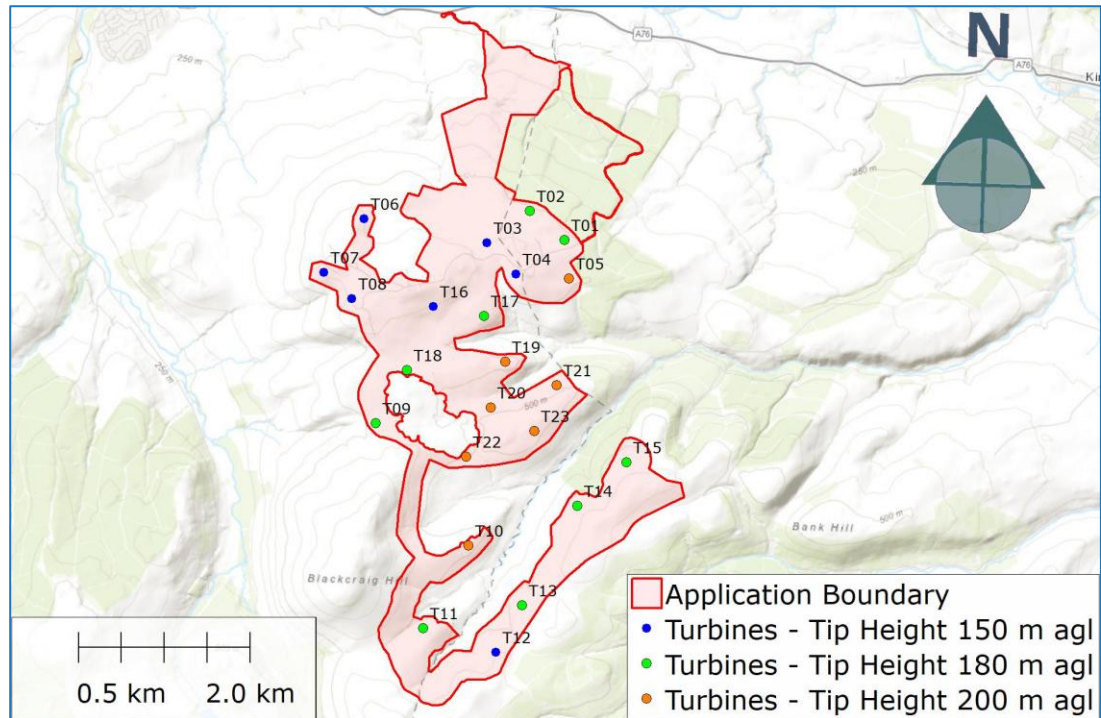 A76
N
A76
Ki
250 m
250 m
T02
T06
T01
T03
T05
T04
T07
T08
T16
T17
T18
T19
T21
250 m
T20
500 m
T09
T23
T22
T15
T14
Bank Hill
500 m
T10
Blackcraig Hill
T11
T13
T12
0.5 km 2.0 km
Application Boundary
Turbines - Tip Height 150 m agl
Turbines - Tip Height 180 m agl
Turbines - Tip Height 200 m agl